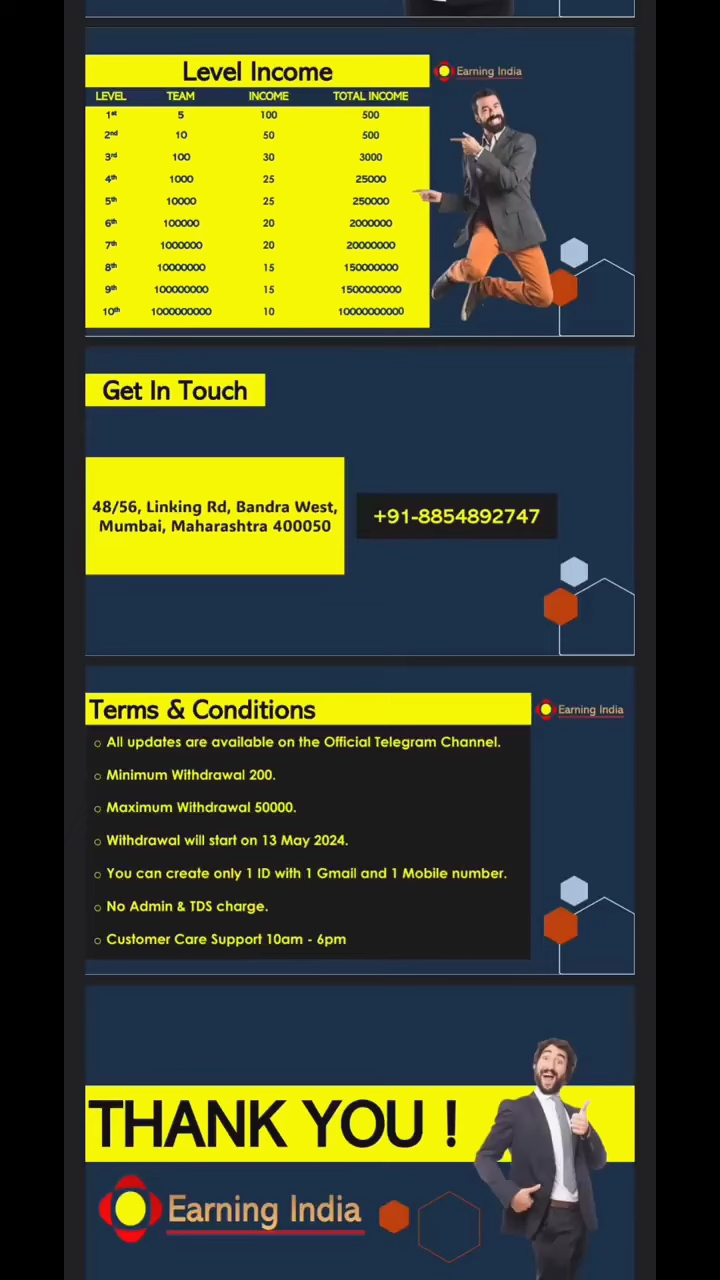 Level Income
Earning India
LEVEL TEAM INCOME TOTAL INCOME
1st 5 100 500
2nd 10 50 500
3rd 100 30 3000
4th 1000 25 25000
5th 10000 25 250000
6th 100000 20 2000000
7th 1000000 20 20000000
8th 10000000 15 150000000
9th 100000000 15 1500000000
10th 1000000000 10 10000000000
Get In Touch
48/56, Linking Rd, Bandra West,
Mumbai, Maharashtra 400050
+91-8854892747
Terms & Conditions
Earning India
○ All updates are available on the Official Telegram Channel.
○ Minimum Withdrawal 200.
○ Maximum Withdrawal 50000.
○ Withdrawal will start on 13 May 2024.
○ You can create only 1 ID with 1 Gmail and 1 Mobile number.
○ No Admin & TDS charge.
○ Customer Care Support 10am - 6pm
THANK YOU !
Earning India